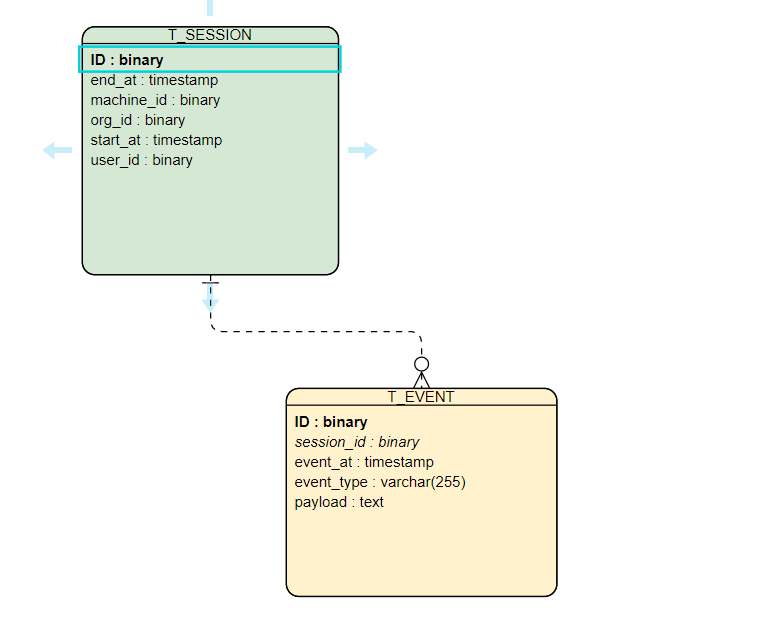 T_SESSION
ID : binary
end_at : timestamp
machine_id : binary
org_id : binary
start_at : timestamp
user_id : binary
T_EVENT
ID : binary
session_id : binary
event_at : timestamp
event_type : varchar(255)
payload : text